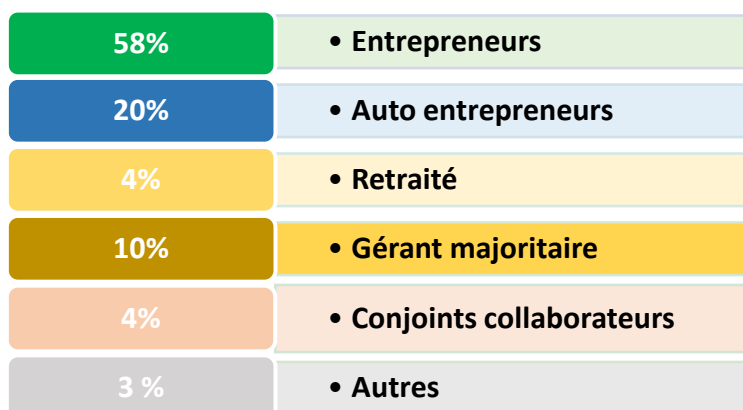 58% • Entrepreneurs
20% • Auto entrepreneurs
4% • Retraité
10% • Gérant majoritaire
4% • Conjoints collaborateurs
3 % • Autres